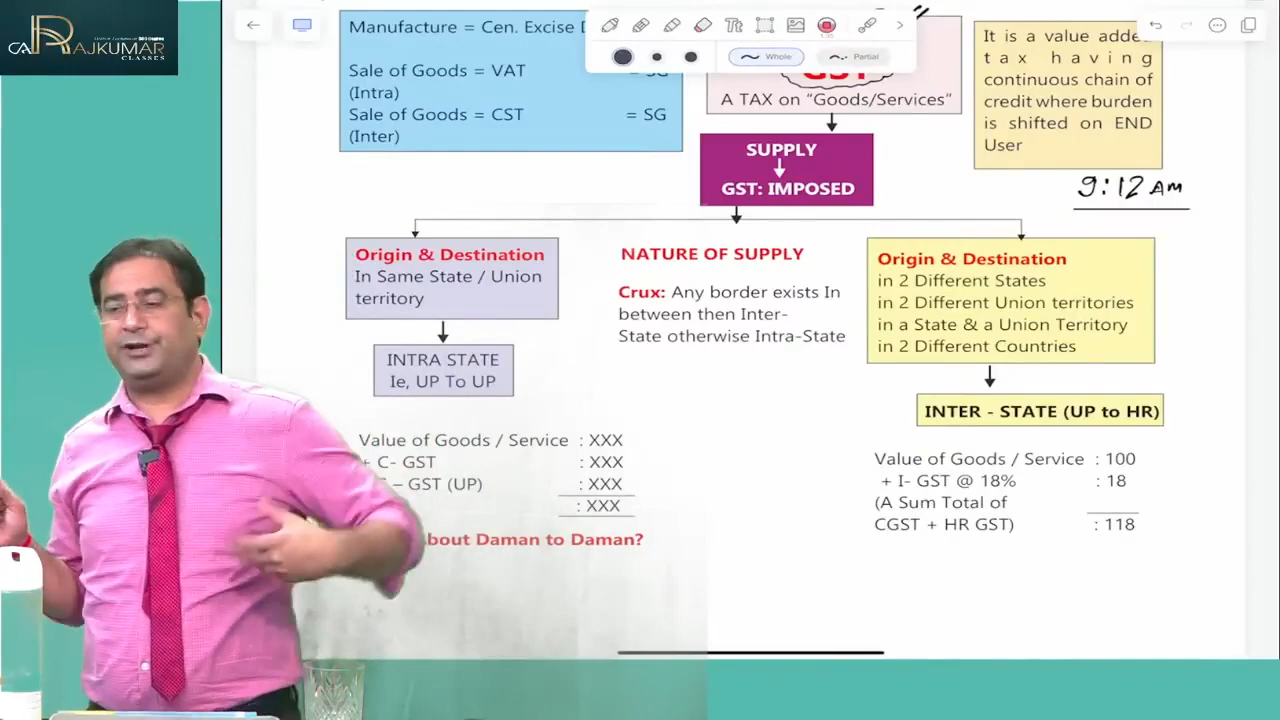 CA RAJKUMAR
CLASSES
Whole
Partial
Manufacture = Cen. Excise
Sale of Goods = VAT = SG
(Intra)
Sale of Goods = CST = SG
(Inter)
GST
A TAX on “Goods/Services”
It is a value added
tax having
continuous chain of
credit where burden
is shifted on END
User
9:12 AM
SUPPLY
GST: IMPOSED
Origin & Destination
In Same State / Union
territory
INTRA STATE
Ie, UP To UP
Value of Goods / Service : XXX
+ C- GST : XXX
– GST (UP) : XXX
: XXX
bout Daman to Daman?
NATURE OF SUPPLY
Crux: Any border exists In
between then Inter-
State otherwise Intra-State
Origin & Destination
in 2 Different States
in 2 Different Union territories
in a State & a Union Territory
in 2 Different Countries
INTER - STATE (UP to HR)
Value of Goods / Service : 100
+ I- GST @ 18% : 18
(A Sum Total of
CGST + HR GST) : 118